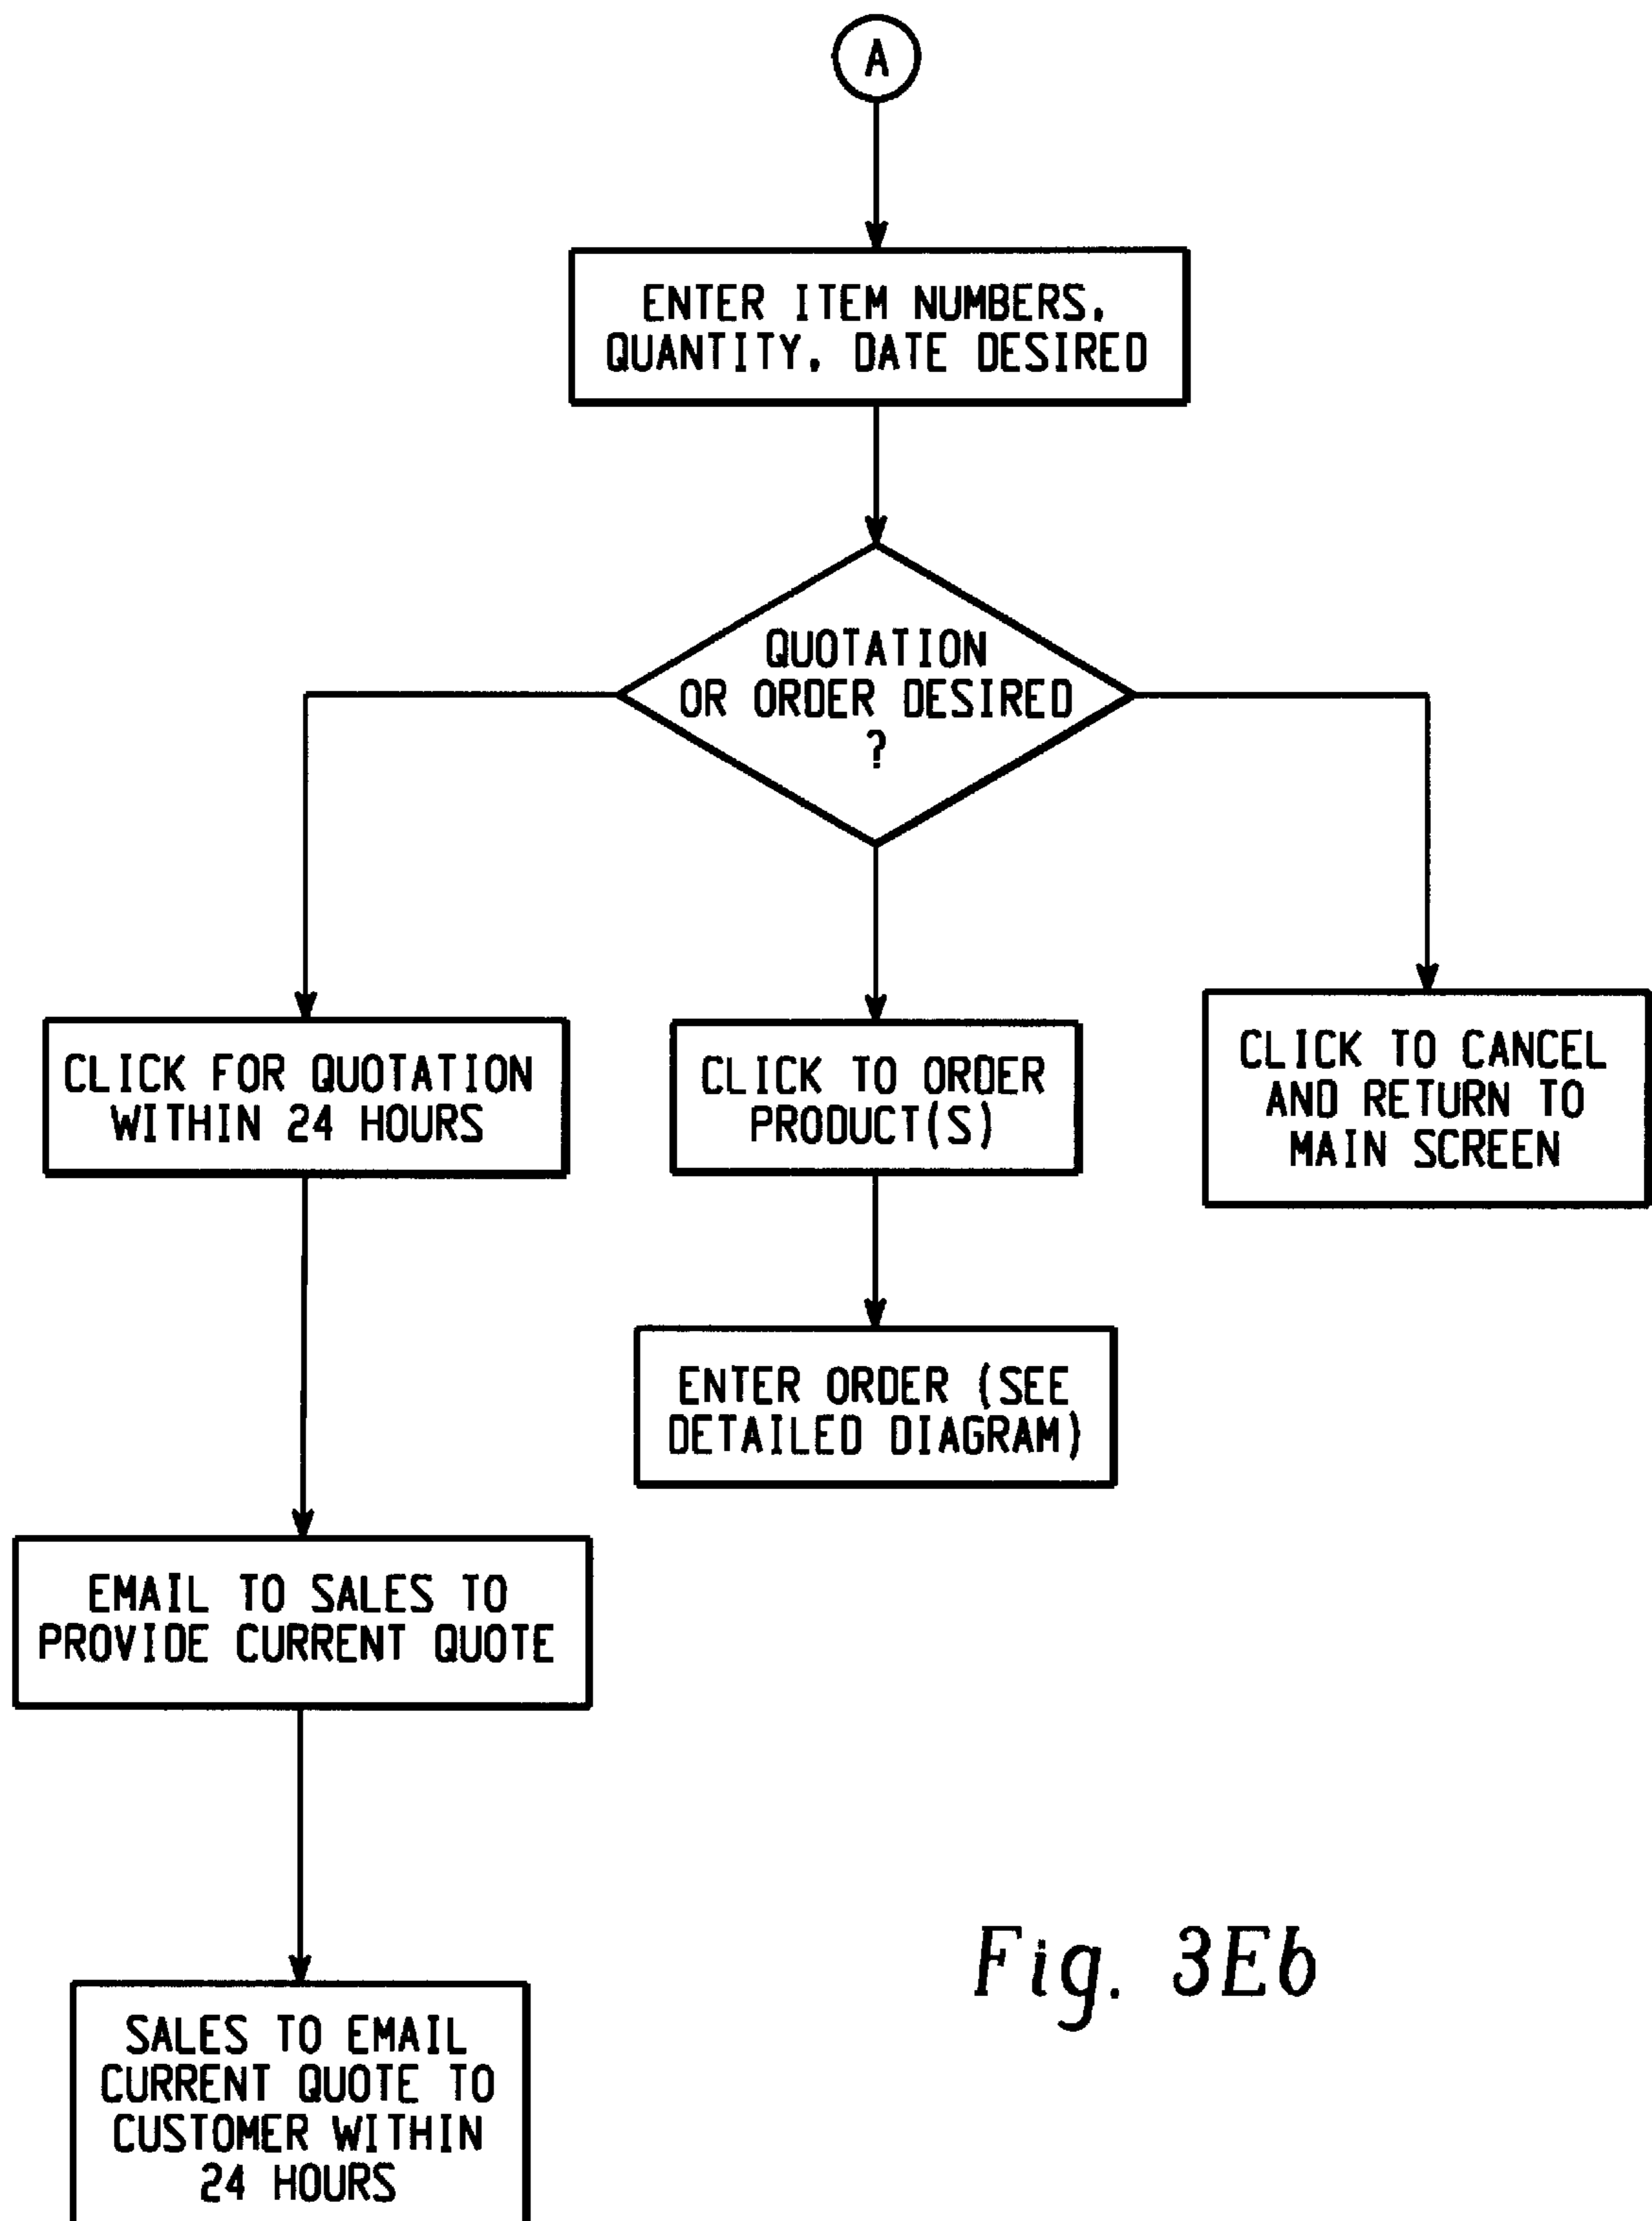 A
ENTER ITEM NUMBERS,
QUANTITY, DATE DESIRED
QUOTATION
OR ORDER DESIRED
?
CLICK FOR QUOTATION
WITHIN 24 HOURS
CLICK TO ORDER
PRODUCT(S)
CLICK TO CANCEL
AND RETURN TO
MAIN SCREEN
ENTER ORDER (SEE
DETAILED DIAGRAM)
EMAIL TO SALES TO
PROVIDE CURRENT QUOTE
SALES TO EMAIL
CURRENT QUOTE TO
CUSTOMER WITHIN
24 HOURS
Fig. 3Eb